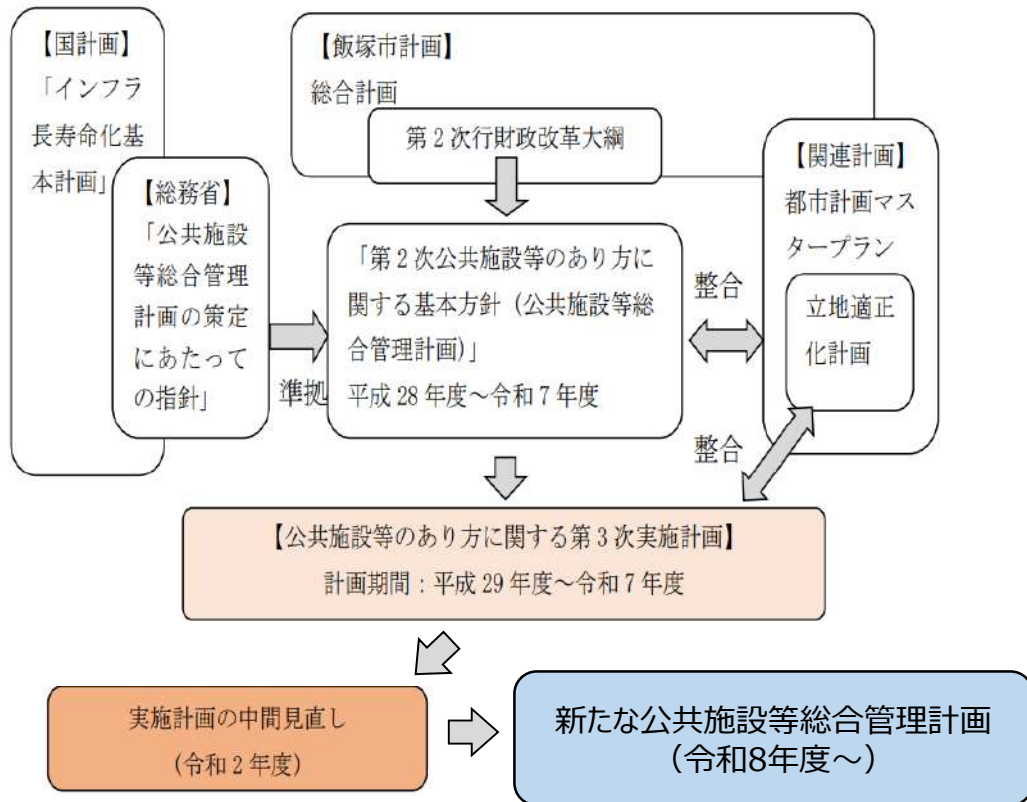 【国計画】
「インフラ
長寿命化基
本計画」
【総務省】
「公共施設
等総合管理
計画の策定
にあたって
の指針」
【飯塚市計画】
総合計画
第2次行財政改革大綱
「第2次公共施設等のあり方に
関する基本方針（公共施設等総
合管理計画)」
平成28年度～令和7年度
準拠
整合
【関連計画】
都市計画マス
タープラン
立地適正
化計画
整合
【公共施設等のあり方に関する第3次実施計画】
計画期間：平成29年度～令和7年度
実施計画の中間見直し
(令和2年度)
新たな公共施設等総合管理計画
（令和8年度～）